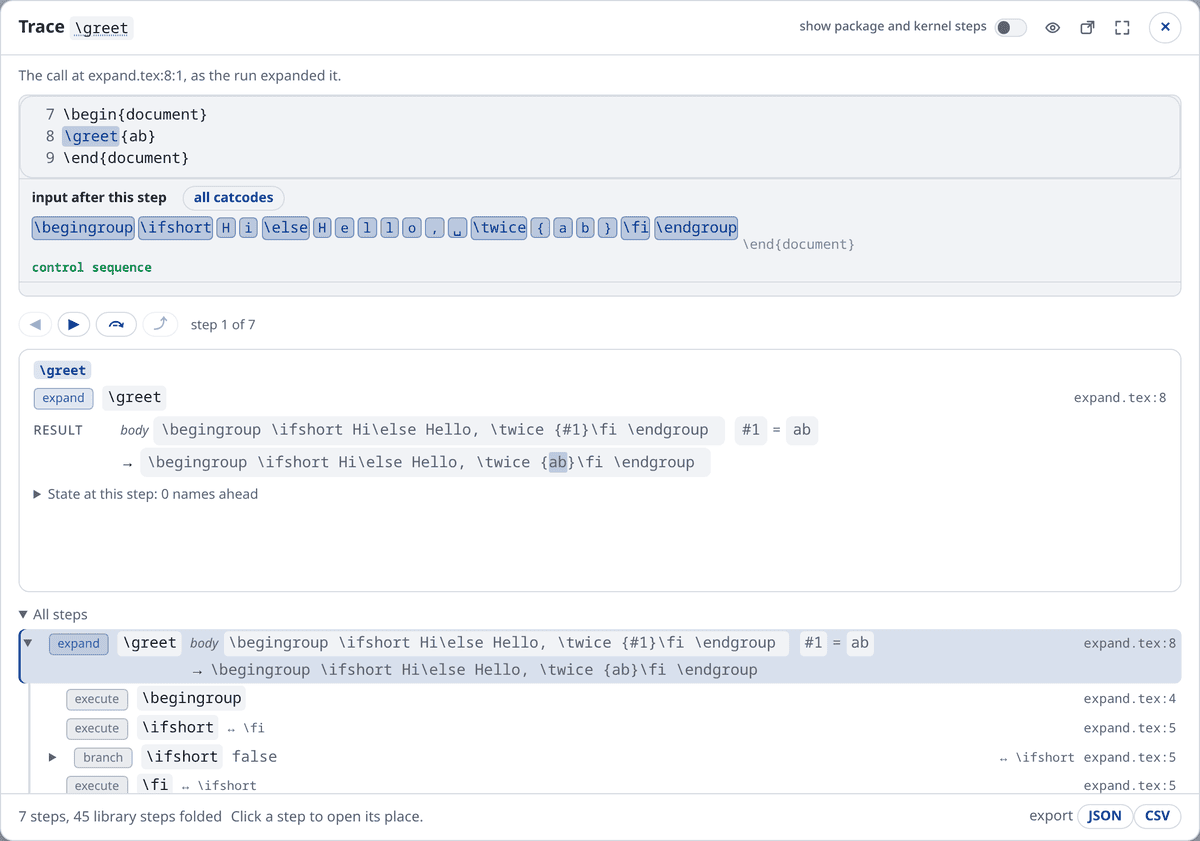 Trace \greet
show package and kernel steps
The call at expand.tex:8:1, as the run expanded it.
7 \begin{document}
8 \greet{ab}
9 \end{document}
input after this step all catcodes
\begingroup \ifshort H i \else H e l l o , ␣ \twice { a b } \fi \endgroup \end{document}
control sequence
step 1 of 7
\greet
expand \greet expand.tex:8
RESULT body \begingroup \ifshort Hi\else Hello, \twice {#1}\fi \endgroup #1 = ab
→ \begingroup \ifshort Hi\else Hello, \twice {ab}\fi \endgroup
▶ State at this step: 0 names ahead
▼ All steps
▼ expand \greet body \begingroup \ifshort Hi\else Hello, \twice {#1}\fi \endgroup #1 = ab expand.tex:8
→ \begingroup \ifshort Hi\else Hello, \twice {ab}\fi \endgroup
execute \begingroup expand.tex:4
execute \ifshort ↔ \fi expand.tex:5
▶ branch \ifshort false ↔ \ifshort expand.tex:5
execute \fi ↔ \ifshort expand.tex:5
7 steps, 45 library steps folded Click a step to open its place.
export JSON CSV